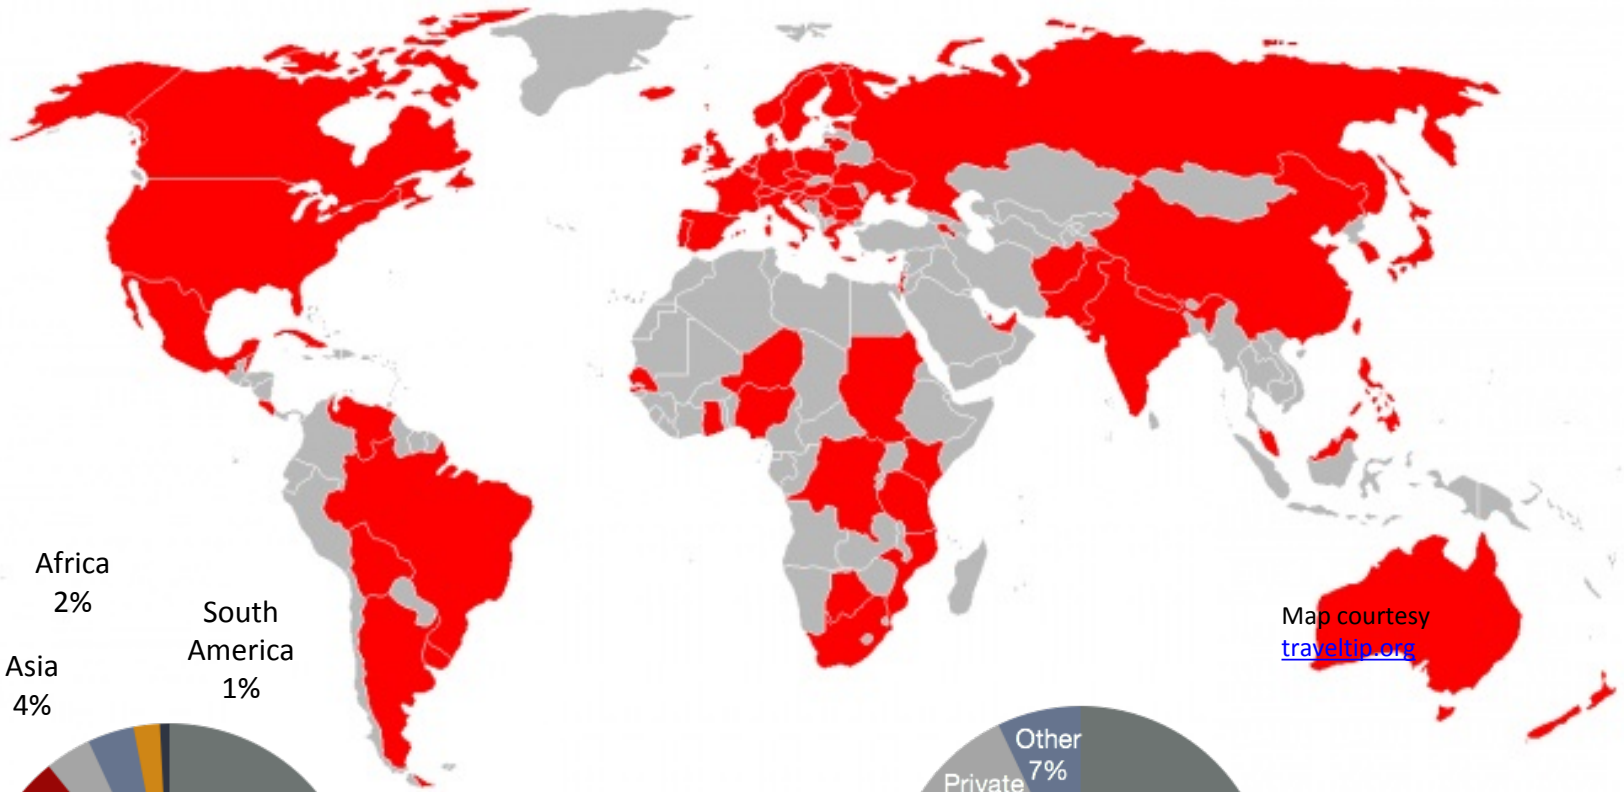 Africa
2%
South
America
1%
Asia
4%
Map courtesy
traveltip.org
Other
7%
Private